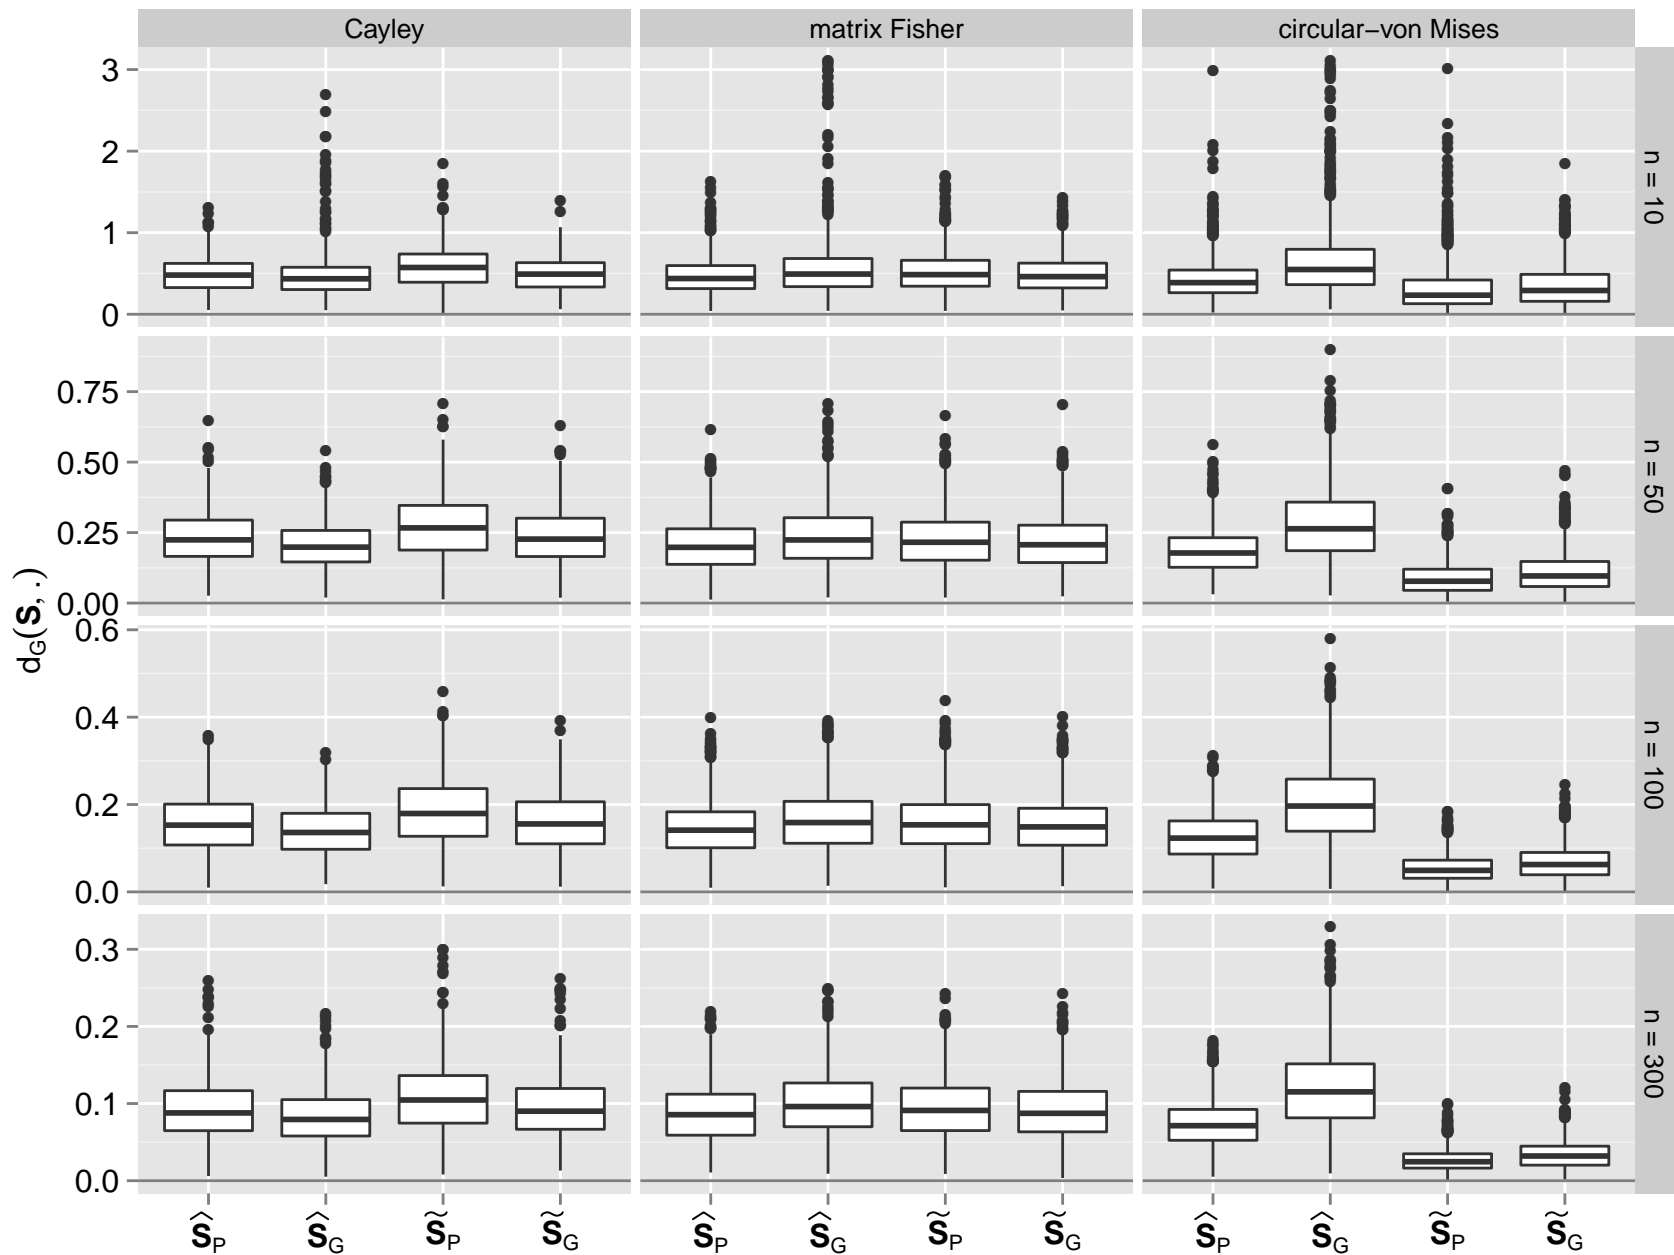 Cayley matrix Fisher circular−von Mises
3
2
1
0
n = 10
0.75
0.50
0.25
0.00
n = 50
d_G(S, .)
0.6
0.4
0.2
0.0
n = 100
0.3
0.2
0.1
0.0
n = 300
Ŝ_P Ŝ_G S̃_P S̃_G Ŝ_P Ŝ_G S̃_P S̃_G Ŝ_P Ŝ_G S̃_P S̃_G